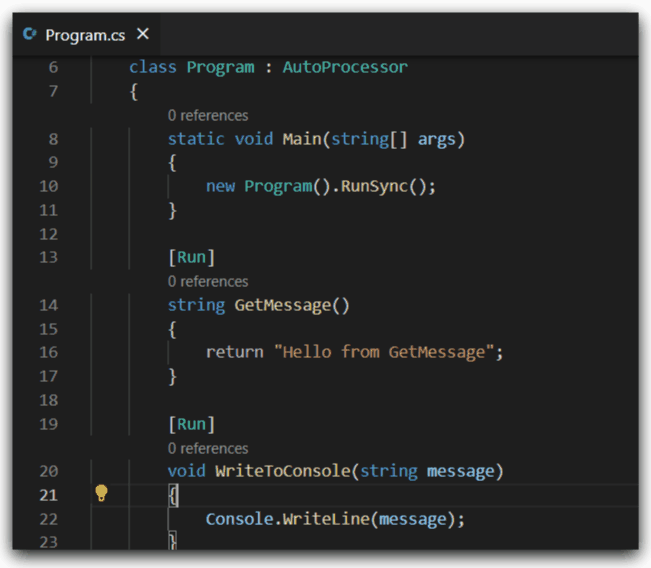 C# Program.cs ×
6 class Program : AutoProcessor
7 {
0 references
8 static void Main(string[] args)
9 {
10 new Program().RunSync();
11 }
12
13 [Run]
0 references
14 string GetMessage()
15 {
16 return "Hello from GetMessage";
17 }
18
19 [Run]
0 references
20 void WriteToConsole(string message)
21 {
22 Console.WriteLine(message);
23 }